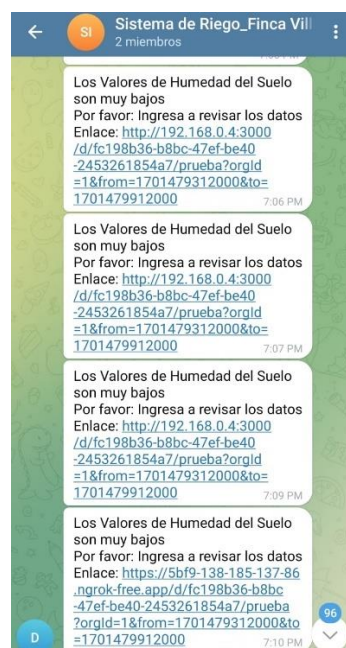 SI
Sistema de Riego_Finca Vill
2 miembros
Los Valores de Humedad del Suelo
son muy bajos
Por favor: Ingresa a revisar los datos
Enlace: http://192.168.0.4:3000
/d/fc198b36-b8bc-47ef-be40
-2453261854a7/prueba?orgId
=1&from=1701479312000&to=
1701479912000
7:06 PM
Los Valores de Humedad del Suelo
son muy bajos
Por favor: Ingresa a revisar los datos
Enlace: http://192.168.0.4:3000
/d/fc198b36-b8bc-47ef-be40
-2453261854a7/prueba?orgId
=1&from=1701479312000&to=
1701479912000
7:07 PM
Los Valores de Humedad del Suelo
son muy bajos
Por favor: Ingresa a revisar los datos
Enlace: http://192.168.0.4:3000
/d/fc198b36-b8bc-47ef-be40
-2453261854a7/prueba?orgId
=1&from=1701479312000&to=
1701479912000
7:09 PM
Los Valores de Humedad del Suelo
son muy bajos
Por favor: Ingresa a revisar los datos
Enlace: https://5bf9-138-185-137-86
.ngrok-free.app/d/fc198b36-b8bc
-47ef-be40-2453261854a7/prueba
?orgId=1&from=1701479312000&to
=1701479912000
7:10 PM
D
96